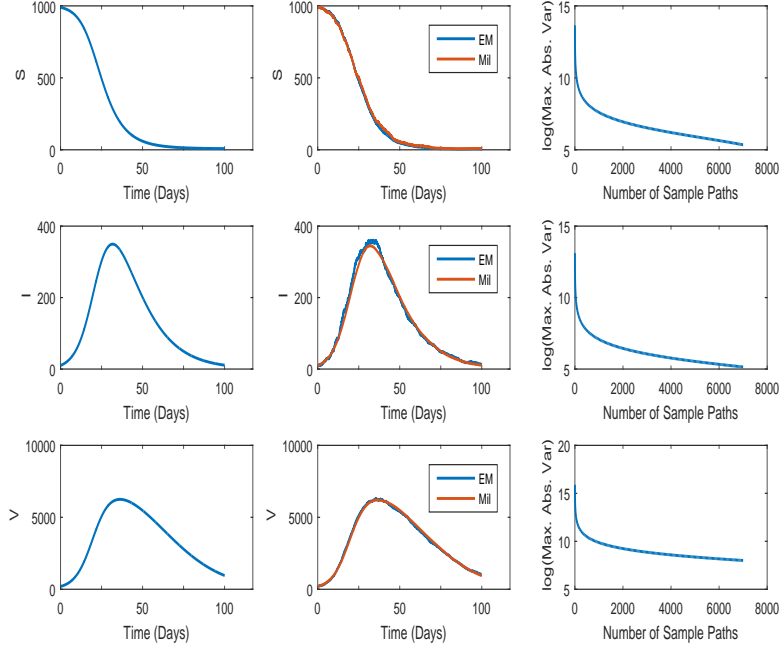 1000
500
0
S
0
50
100
Time (Days)
1000
500
0
S
0
50
100
Time (Days)
EM
Mil
15
10
5
log(Max. Abs. Var)
0
2000
4000
6000
8000
Number of Sample Paths
400
200
0
I
0
50
100
Time (Days)
400
300
200
100
0
I
0
50
100
Time (Days)
EM
Mil
15
10
5
log(Max. Abs. Var)
0
2000
4000
6000
8000
Number of Sample Paths
10000
5000
0
V
0
50
100
Time (Days)
10000
5000
0
V
0
50
100
Time (Days)
EM
Mil
20
15
10
5
log(Max. Abs. Var)
0
2000
4000
6000
8000
Number of Sample Paths